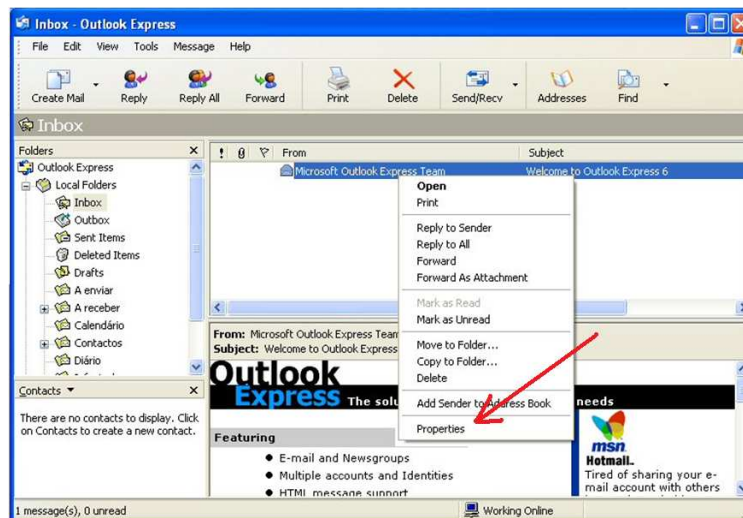 Inbox - Outlook Express
File Edit View Tools Message Help
Create Mail Reply Reply All Forward Print Delete Send/Recv Addresses Find
Inbox
Folders
Outlook Express
Local Folders
Inbox
Outbox
Sent Items
Deleted Items
Drafts
A enviar
A receber
Calendário
Contactos
Diário
Contacts
There are no contacts to display. Click
on Contacts to create a new contact.
! From Subject
Microsoft Outlook Express Team Welcome to Outlook Express 6
Open
Print
Reply to Sender
Reply to All
Forward
Forward As Attachment
Mark as Read
Mark as Unread
Move to Folder...
Copy to Folder...
Delete
Add Sender to Address Book
Properties
From: Microsoft Outlook Express Team
Subject: Welcome to Outlook Express
Outlook
Express The needs
Featuring
E-mail and Newsgroups
Multiple accounts and Identities
HTML message support
msn
Hotmail.
Tired of sharing your e-
mail account with others
1 message(s), 0 unread Working Online